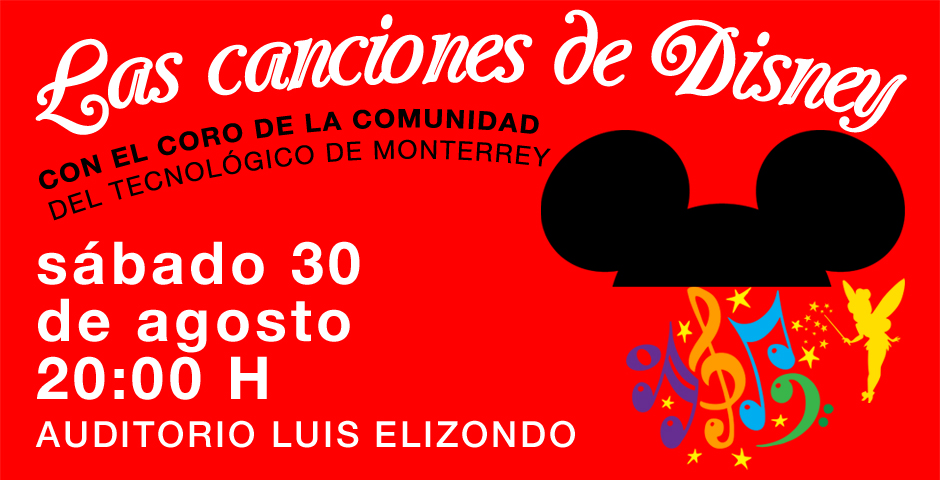 Las canciones de Disney
CON EL CORO DE LA COMUNIDAD
DEL TECNOLÓGICO DE MONTERREY
sábado 30
de agosto
20:00 H
AUDITORIO LUIS ELIZONDO